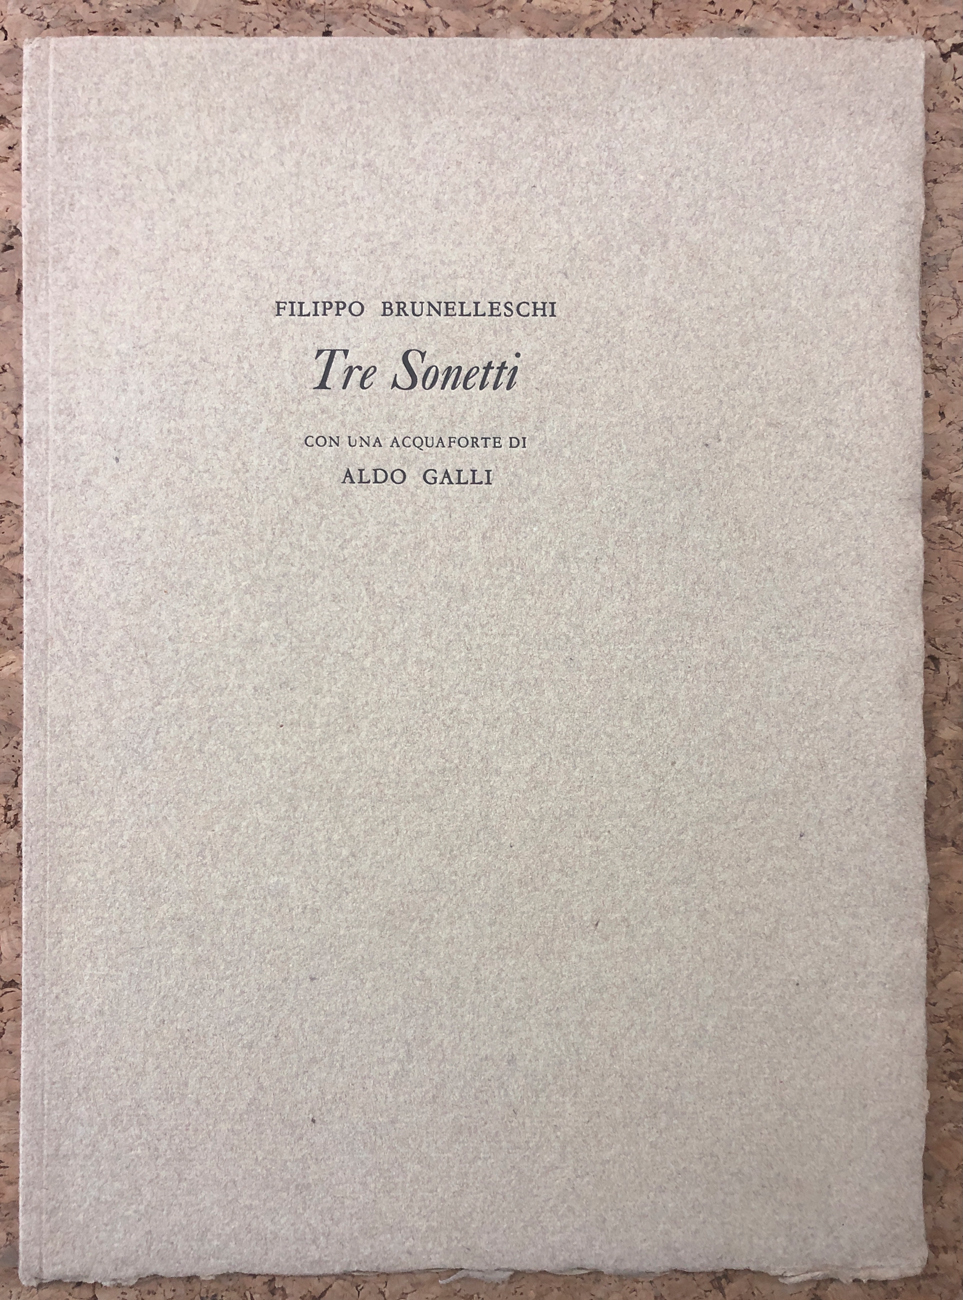 FILIPPO BRUNELLESCHI
Tre Sonetti
CON UNA ACQUAFORTE DI
ALDO GALLI